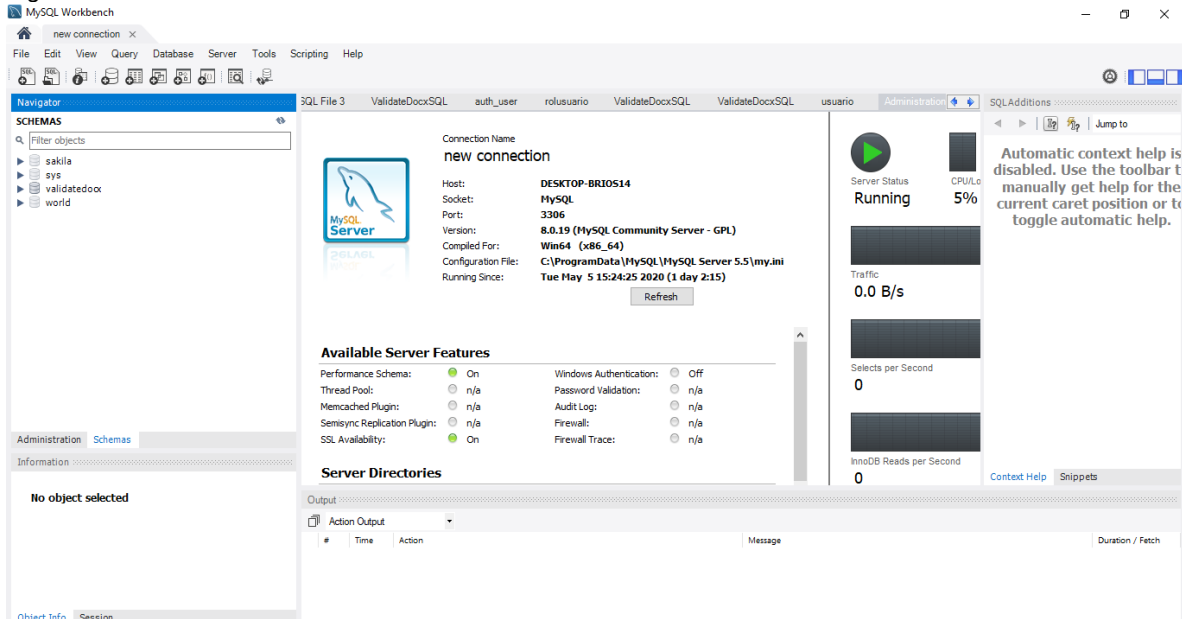 MySQL Workbench
new connection ×
File Edit View Query Database Server Tools Scripting Help
Navigator
SCHEMAS
Filter objects
sakila
sys
validatedocx
world
Administration Schemas
Information
No object selected
Object Info Session
SQL File 3 ValidateDocxSQL auth_user rolusuario ValidateDocxSQL ValidateDocxSQL usuario Administration
MySQL
Server
Connection Name
new connection
Host: DESKTOP-BRIOS14
Socket: MySQL
Port: 3306
Version: 8.0.19 (MySQL Community Server - GPL)
Compiled For: Win64 (x86_64)
Configuration File: C:\ProgramData\MySQL\MySQL Server 5.5\my.ini
Running Since: Tue May 5 15:24:25 2020 (1 day 2:15)
Refresh
Available Server Features
Performance Schema: On Windows Authentication: Off
Thread Pool: n/a Password Validation: n/a
Memcached Plugin: n/a Audit Log: n/a
Semisync Replication Plugin: n/a Firewall: n/a
SSL Availability: On Firewall Trace: n/a
Server Directories
Server Status CPU/Lo
Running 5%
Traffic
0.0 B/s
Selects per Second
0
InnoDB Reads per Second
0
SQLAdditions
Jump to
Automatic context help is
disabled. Use the toolbar t
manually get help for the
current caret position or to
toggle automatic help.
Context Help Snippets
Output
Action Output
# Time Action Message Duration / Fetch